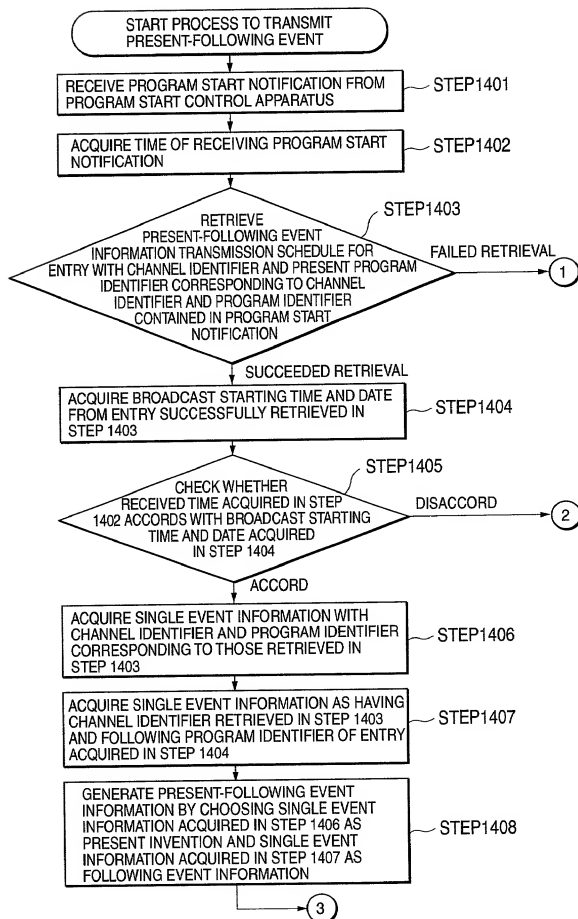 START PROCESS TO TRANSMIT
PRESENT-FOLLOWING EVENT
RECEIVE PROGRAM START NOTIFICATION FROM
PROGRAM START CONTROL APPARATUS
STEP1401
ACQUIRE TIME OF RECEIVING PROGRAM START
NOTIFICATION
STEP1402
RETRIEVE
PRESENT-FOLLOWING EVENT
INFORMATION TRANSMISSION SCHEDULE FOR
ENTRY WITH CHANNEL IDENTIFIER AND PRESENT PROGRAM
IDENTIFIER CORRESPONDING TO CHANNEL
IDENTIFIER AND PROGRAM IDENTIFIER
CONTAINED IN PROGRAM START
NOTIFICATION
STEP1403
FAILED RETRIEVAL
1
SUCCEEDED RETRIEVAL
ACQUIRE BROADCAST STARTING TIME AND DATE
FROM ENTRY SUCCESSFULLY RETRIEVED IN
STEP 1403
STEP1404
CHECK WHETHER
RECEIVED TIME ACQUIRED IN STEP
1402 ACCORDS WITH BROADCAST STARTING
TIME AND DATE ACQUIRED
IN STEP 1404
STEP1405
DISACCORD
2
ACCORD
ACQUIRE SINGLE EVENT INFORMATION WITH
CHANNEL IDENTIFIER AND PROGRAM IDENTIFIER
CORRESPONDING TO THOSE RETRIEVED IN
STEP 1403
STEP1406
ACQUIRE SINGLE EVENT INFORMATION AS HAVING
CHANNEL IDENTIFIER RETRIEVED IN STEP 1403
AND FOLLOWING PROGRAM IDENTIFIER OF ENTRY
ACQUIRED IN STEP 1404
STEP1407
GENERATE PRESENT-FOLLOWING EVENT
INFORMATION BY CHOOSING SINGLE EVENT
INFORMATION ACQUIRED IN STEP 1406 AS
PRESENT INVENTION AND SINGLE EVENT
INFORMATION ACQUIRED IN STEP 1407 AS
FOLLOWING EVENT INFORMATION
STEP1408
3